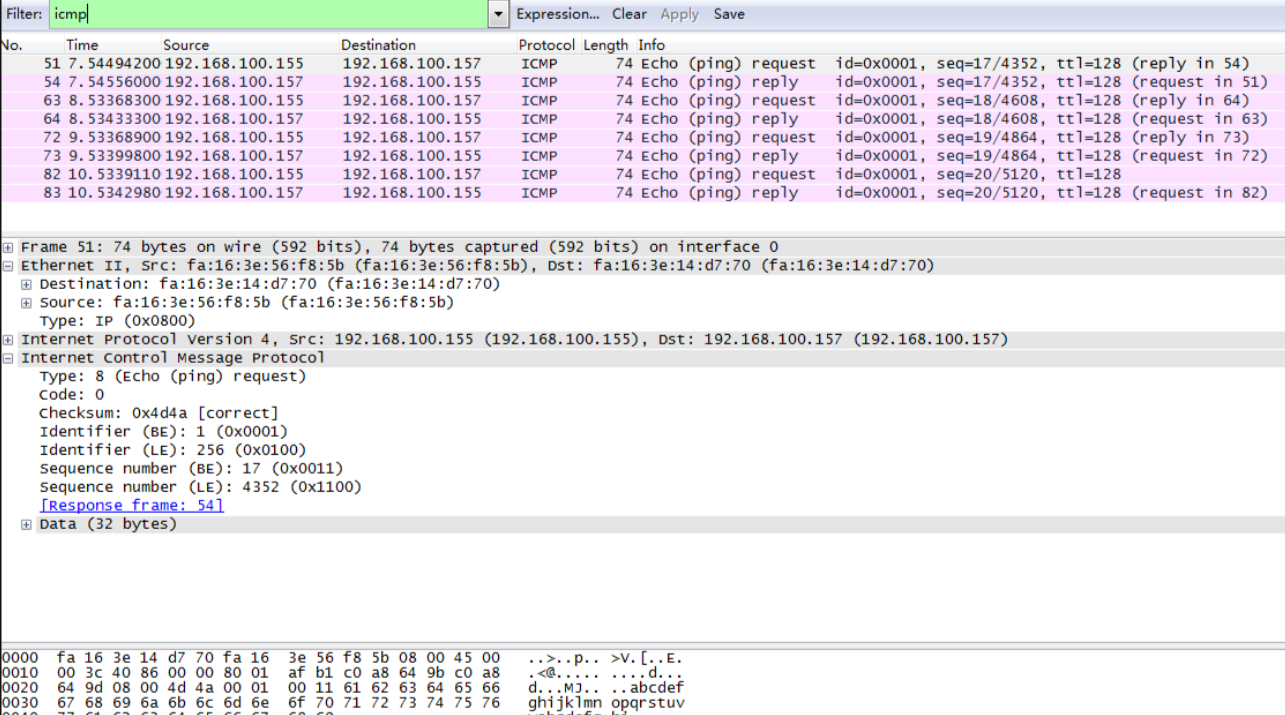 Filter: icmp Expression... Clear Apply Save
No. Time Source Destination Protocol Length Info
51 7.54494200 192.168.100.155 192.168.100.157 ICMP 74 Echo (ping) request id=0x0001, seq=17/4352, ttl=128 (reply in 54)
54 7.54556000 192.168.100.157 192.168.100.155 ICMP 74 Echo (ping) reply id=0x0001, seq=17/4352, ttl=128 (request in 51)
63 8.53368300 192.168.100.155 192.168.100.157 ICMP 74 Echo (ping) request id=0x0001, seq=18/4608, ttl=128 (reply in 64)
64 8.53433300 192.168.100.157 192.168.100.155 ICMP 74 Echo (ping) reply id=0x0001, seq=18/4608, ttl=128 (request in 63)
72 9.53368900 192.168.100.155 192.168.100.157 ICMP 74 Echo (ping) request id=0x0001, seq=19/4864, ttl=128 (reply in 73)
73 9.53399800 192.168.100.157 192.168.100.155 ICMP 74 Echo (ping) reply id=0x0001, seq=19/4864, ttl=128 (request in 72)
82 10.5339110 192.168.100.155 192.168.100.157 ICMP 74 Echo (ping) request id=0x0001, seq=20/5120, ttl=128
83 10.5342980 192.168.100.157 192.168.100.155 ICMP 74 Echo (ping) reply id=0x0001, seq=20/5120, ttl=128 (request in 82)
Frame 51: 74 bytes on wire (592 bits), 74 bytes captured (592 bits) on interface 0
Ethernet II, Src: fa:16:3e:56:f8:5b (fa:16:3e:56:f8:5b), Dst: fa:16:3e:14:d7:70 (fa:16:3e:14:d7:70)
Destination: fa:16:3e:14:d7:70 (fa:16:3e:14:d7:70)
Source: fa:16:3e:56:f8:5b (fa:16:3e:56:f8:5b)
Type: IP (0x0800)
Internet Protocol Version 4, Src: 192.168.100.155 (192.168.100.155), Dst: 192.168.100.157 (192.168.100.157)
Internet Control Message Protocol
Type: 8 (Echo (ping) request)
Code: 0
Checksum: 0x4d4a [correct]
Identifier (BE): 1 (0x0001)
Identifier (LE): 256 (0x0100)
Sequence number (BE): 17 (0x0011)
Sequence number (LE): 4352 (0x1100)
[Response frame: 54]
Data (32 bytes)
0000 fa 16 3e 14 d7 70 fa 16 3e 56 f8 5b 08 00 45 00 ..>..p.. >V.[..E.
0010 00 3c 40 86 00 00 80 01 af b1 c0 a8 64 9b c0 a8 .<@..... ....d...
0020 64 9d 08 00 4d 4a 00 01 00 11 61 62 63 64 65 66 d...MJ.. ..abcdef
0030 67 68 69 6a 6b 6c 6d 6e 6f 70 71 72 73 74 75 76 ghijklmn opqrstuv